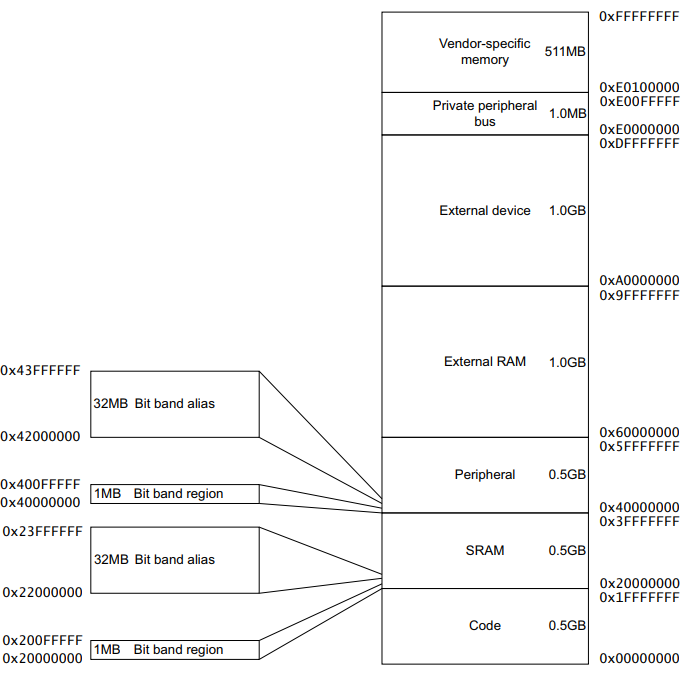 0xFFFFFFFF
Vendor-specific
memory
511MB
0xE0100000
0xE00FFFFF
Private peripheral
bus
1.0MB
0xE0000000
0xDFFFFFFF
External device 1.0GB
0xA0000000
0x9FFFFFFF
External RAM 1.0GB
0x60000000
0x5FFFFFFF
Peripheral 0.5GB
0x40000000
0x3FFFFFFF
SRAM 0.5GB
0x20000000
0x1FFFFFFF
Code 0.5GB
0x00000000
0x43FFFFFF
32MB Bit band alias
0x42000000
0x400FFFFF
1MB Bit band region
0x40000000
0x23FFFFFF
32MB Bit band alias
0x22000000
0x200FFFFF
1MB Bit band region
0x20000000